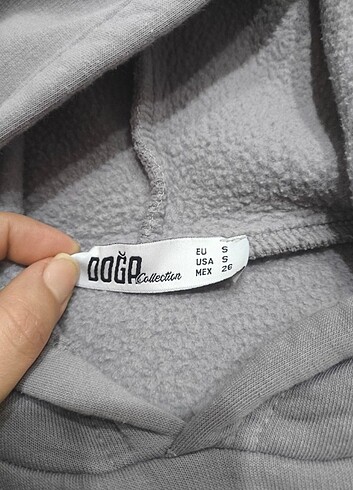 DOĞA Collection
EU S
USA S
MEX 26